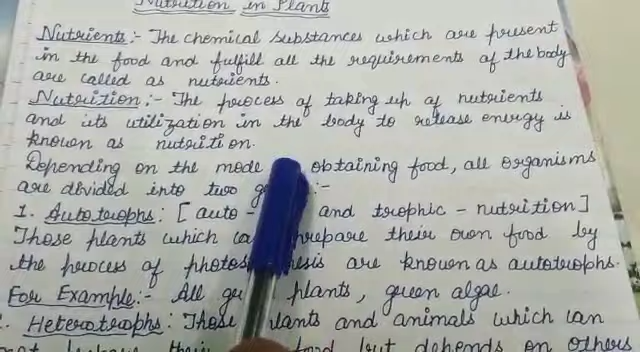 Nutrition in Plants
Nutrients:- The chemical substances which are present
in the food and fulfill all the requirements of the body
are called as nutrients.
Nutrition:- The process of taking up of nutrients
and its utilization in the body to release energy is
known as nutrition.
Depending on the mode obtaining food, all organisms
are divided into two :-
1. Autotrophs: [auto - and trophic - nutrition]
Those plants which prepare their own food by
the process of are known as autotrophs.
For Example:- All plants, green algae.
Heterotrophs: Those plants and animals which can
food but depends on others